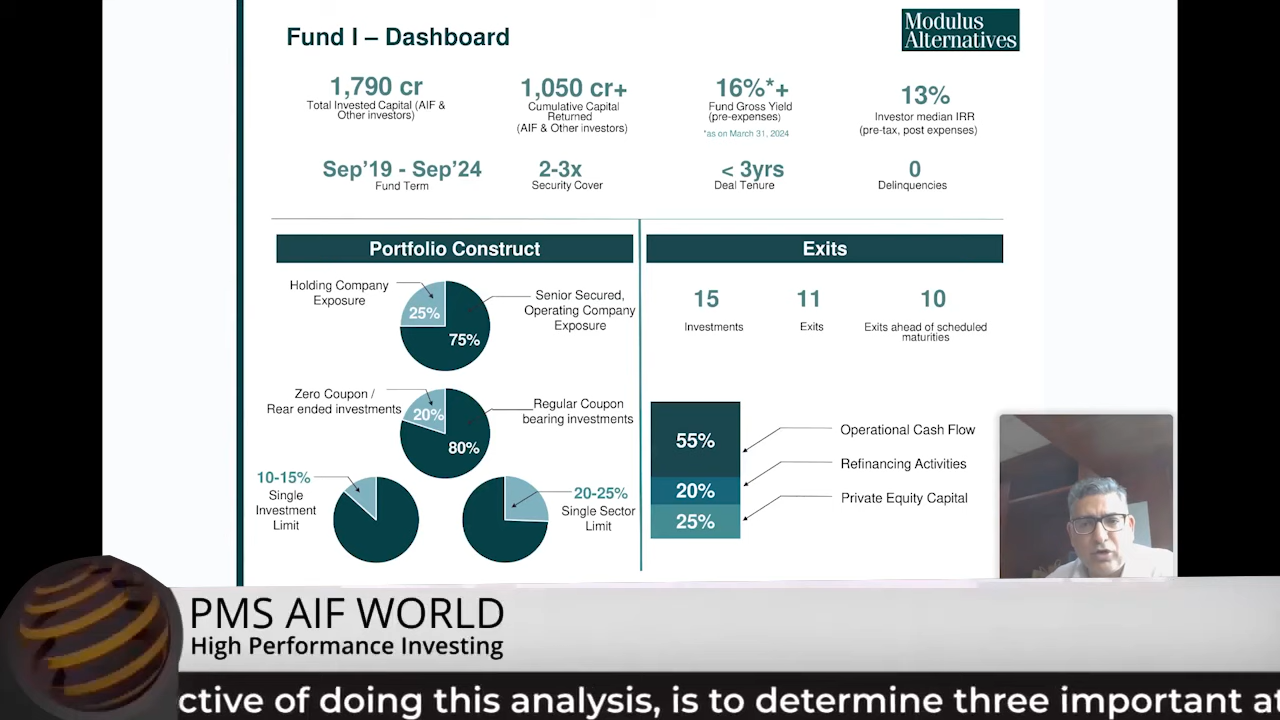 Fund I – Dashboard
Modulus
Alternatives
1,790 cr
Total Invested Capital (AIF &
Other investors)
1,050 cr+
Cumulative Capital
Returned
(AIF & Other investors)
16%*+
Fund Gross Yield
(pre-expenses)
*as on March 31, 2024
13%
Investor median IRR
(pre-tax, post expenses)
Sep’19 - Sep’24
Fund Term
2-3x
Security Cover
< 3yrs
Deal Tenure
0
Delinquencies
Portfolio Construct
Holding Company
Exposure
25%
75%
Senior Secured,
Operating Company
Exposure
Zero Coupon /
Rear ended investments
20%
80%
Regular Coupon
bearing investments
10-15%
Single
Investment
Limit
20-25%
Single Sector
Limit
Exits
15
Investments
11
Exits
10
Exits ahead of scheduled
maturities
55%
20%
25%
Operational Cash Flow
Refinancing Activities
Private Equity Capital
PMS AIF WORLD
High Performance Investing
ctive of doing this analysis, is to determine three important at